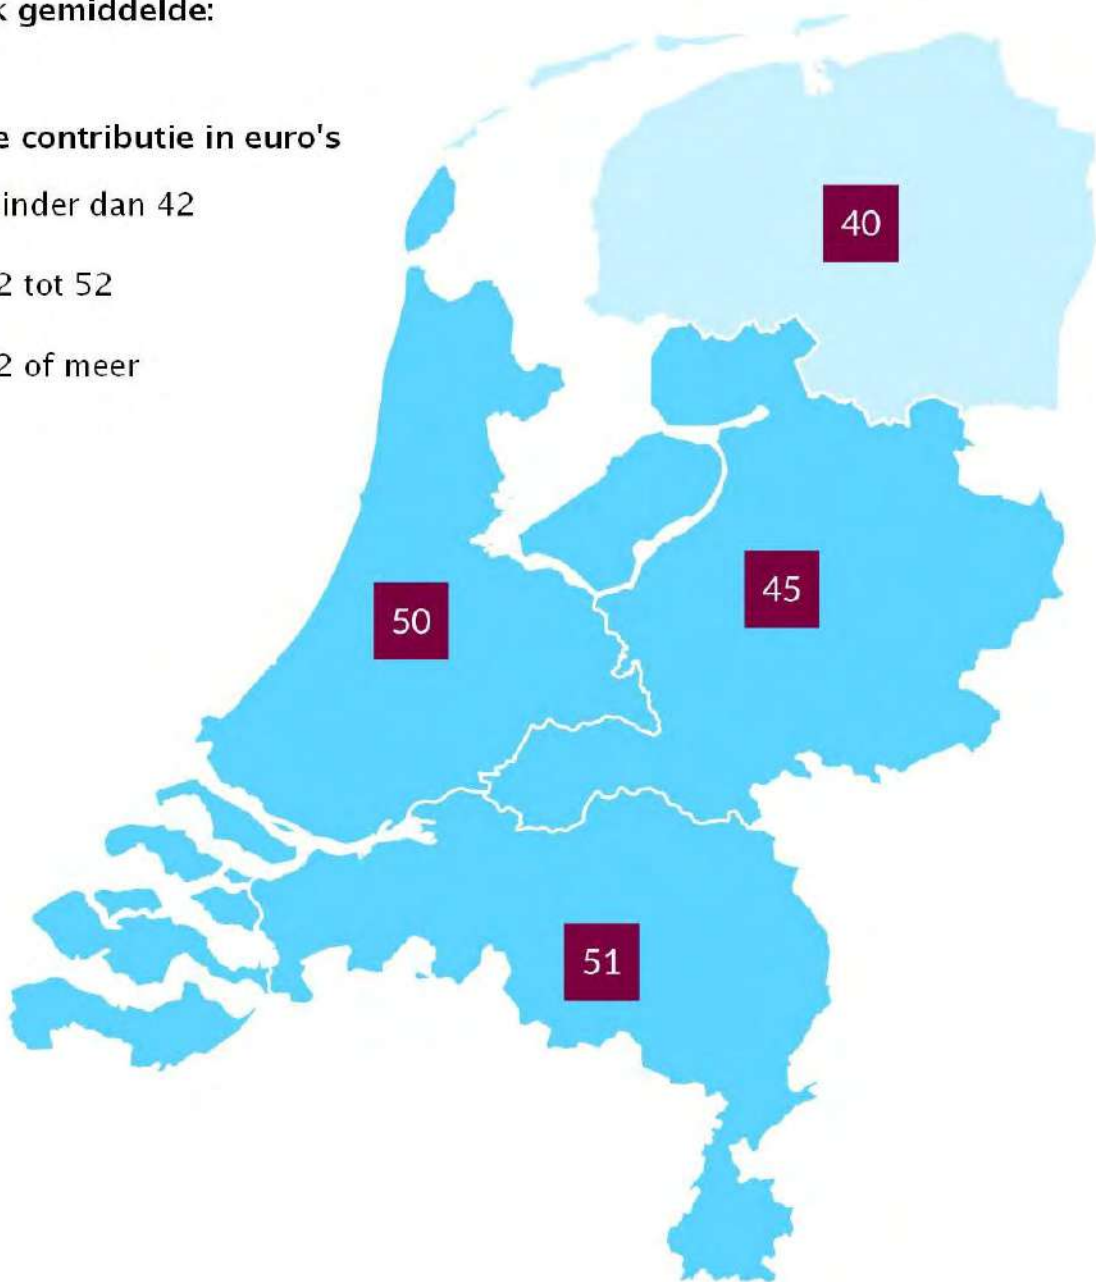 k gemiddelde:
e contributie in euro's
inder dan 42
2 tot 52
2 of meer
40
45
50
51